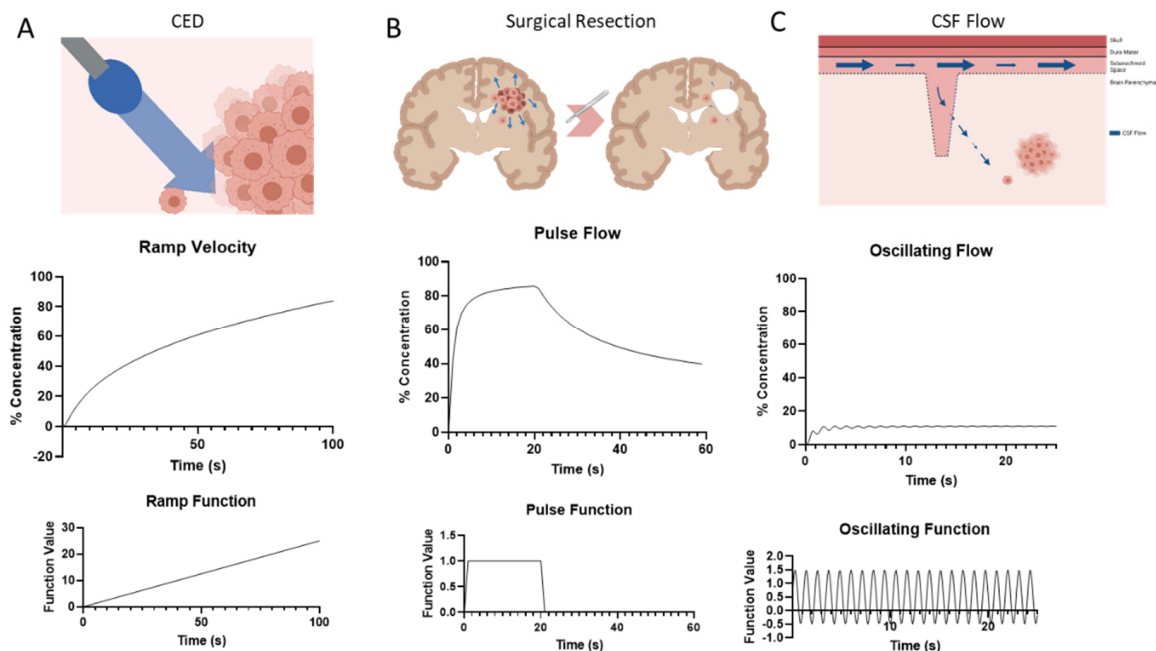 A
CED
B
Surgical Resection
C
CSF Flow
Skull
Dura Mater
Subarachnoid
Space
Brain Parenchyma
CSF Flow
Ramp Velocity
% Concentration
100
80
60
40
20
0
-20
50
100
Time (s)
Pulse Flow
% Concentration
100
80
60
40
20
0
0
20
40
60
Time (s)
Oscillating Flow
% Concentration
100
80
60
40
20
0
0
10
20
Time (s)
Ramp Function
Function Value
30
20
10
0
0
50
100
Time (s)
Pulse Function
Function Value
1.5
1.0
0.5
0.0
0
20
40
60
Time (s)
Oscillating Function
Function Value
2.0
1.5
1.0
0.5
0.0
-0.5
-1.0
10
20
Time (s)